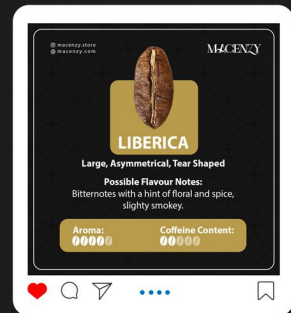 macenzy.store
macenzy.com
MACENZY
LIBERICA
Large, Asymmetrical, Tear Shaped
Possible Flavour Notes:
Bitternotes with a hint of floral and spice,
slighty smokey.
Aroma:
Coffeine Content: